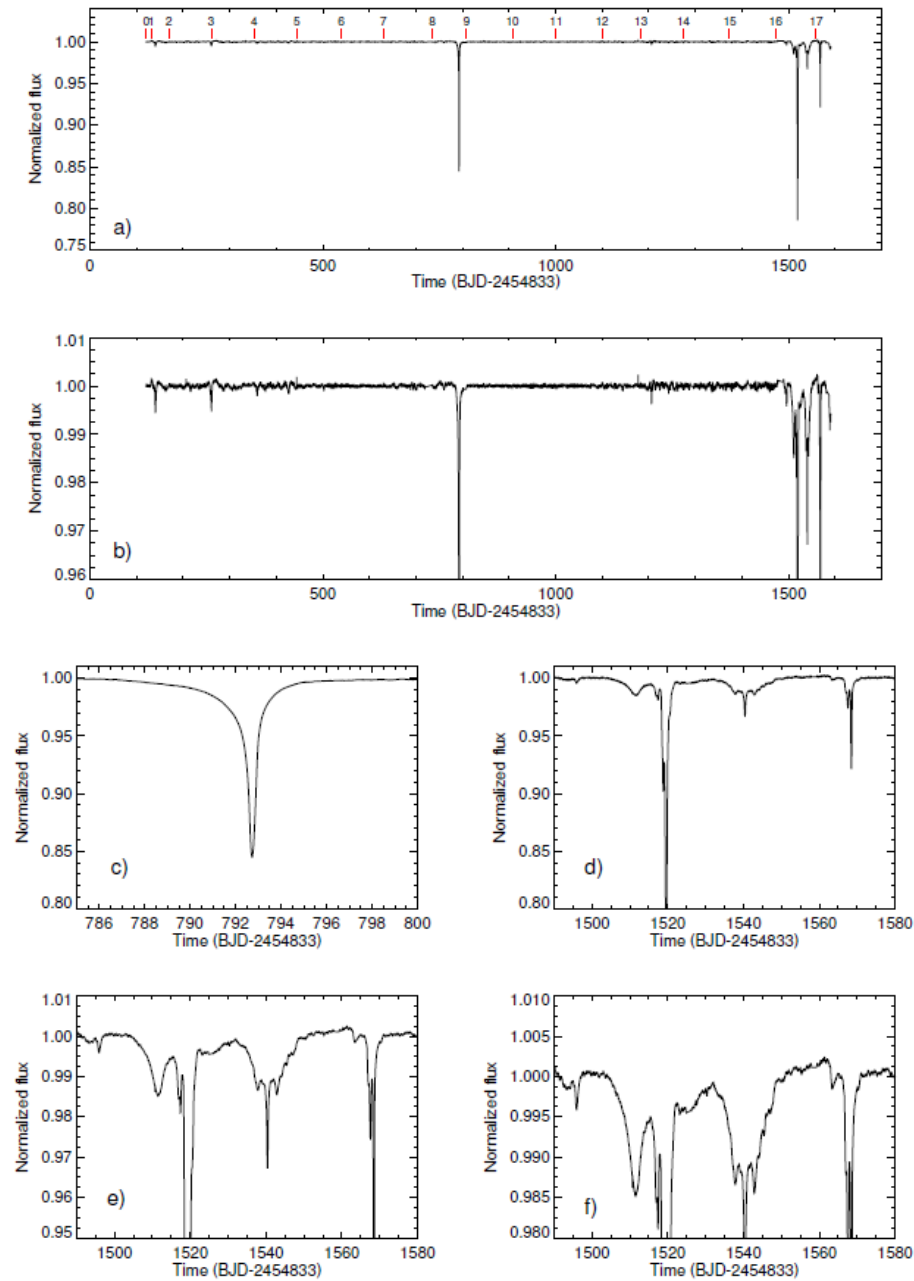 01 2 3 4 5 6 7 8 9 10 11 12 13 14 15 16 17
1.00
0.95
0.90
0.85
0.80
0.75
Normalized flux
a)
0 500 1000 1500
Time (BJD-2454833)
1.01
1.00
0.99
0.98
0.97
0.96
Normalized flux
b)
0 500 1000 1500
Time (BJD-2454833)
1.00
0.95
0.90
0.85
0.80
Normalized flux
c)
786 788 790 792 794 796 798 800
Time (BJD-2454833)
1.00
0.95
0.90
0.85
0.80
Normalized flux
d)
1500 1520 1540 1560 1580
Time (BJD-2454833)
1.01
1.00
0.99
0.98
0.97
0.96
0.95
Normalized flux
e)
1500 1520 1540 1560 1580
Time (BJD-2454833)
1.010
1.005
1.000
0.995
0.990
0.985
0.980
Normalized flux
f)
1500 1520 1540 1560 1580
Time (BJD-2454833)